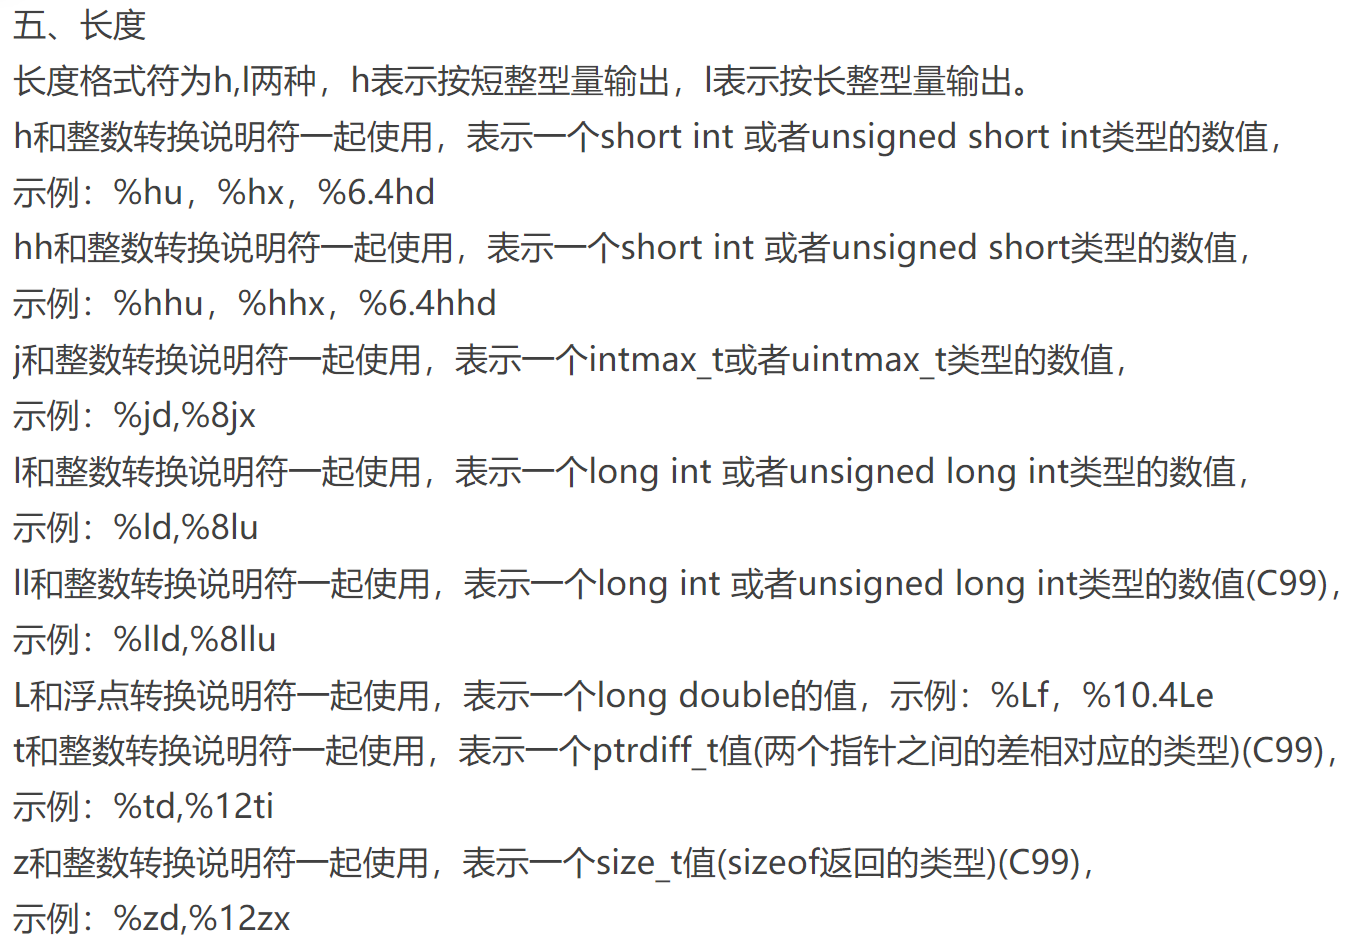 五、长度
长度格式符为h,l两种，h表示按短整型量输出，l表示按长整型量输出。
h和整数转换说明符一起使用，表示一个short int 或者unsigned short int类型的数值，
示例：%hu，%hx，%6.4hd
hh和整数转换说明符一起使用，表示一个short int 或者unsigned short类型的数值，
示例：%hhu，%hhx，%6.4hhd
j和整数转换说明符一起使用，表示一个intmax_t或者uintmax_t类型的数值，
示例：%jd,%8jx
l和整数转换说明符一起使用，表示一个long int 或者unsigned long int类型的数值，
示例：%ld,%8lu
ll和整数转换说明符一起使用，表示一个long int 或者unsigned long int类型的数值(C99)，
示例：%lld,%8llu
L和浮点转换说明符一起使用，表示一个long double的值，示例：%Lf，%10.4Le
t和整数转换说明符一起使用，表示一个ptrdiff_t值(两个指针之间的差相对应的类型)(C99)，
示例：%td,%12ti
z和整数转换说明符一起使用，表示一个size_t值(sizeof返回的类型)(C99)，
示例：%zd,%12zx